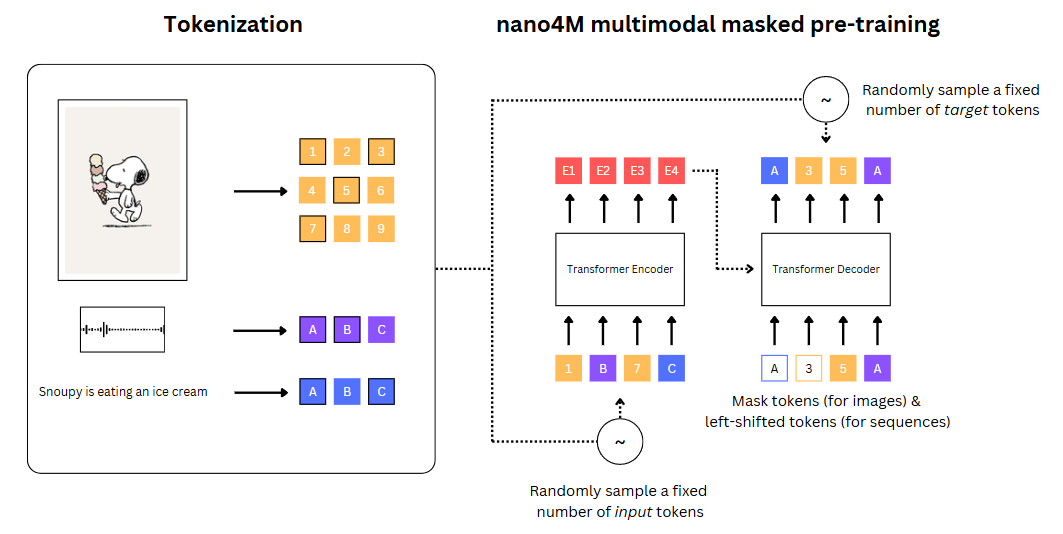 Tokenization
nano4M multimodal masked pre-training
1 2 3
4 5 6
7 8 9
A B C
Snoupy is eating an ice cream
A B C
~
Randomly sample a fixed
number of target tokens
E1 E2 E3 E4
A 3 5 A
Transformer Encoder
Transformer Decoder
1 B 7 C
A 3 5 A
Mask tokens (for images) &
left-shifted tokens (for sequences)
~
Randomly sample a fixed
number of input tokens